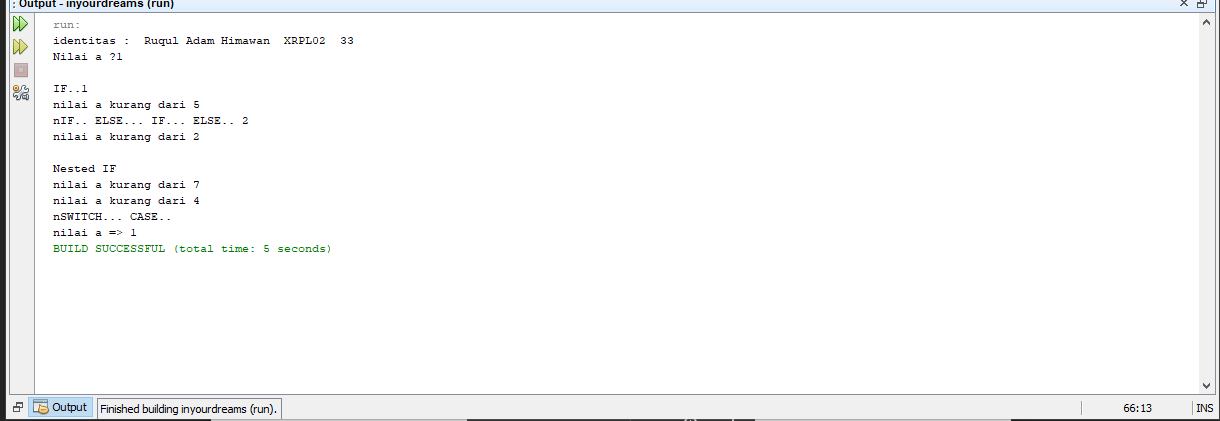 : Output - inyourdreams (run)
run:
identitas :  Ruqul Adam Himawan  XRPL02  33
Nilai a ?1
IF..1
nilai a kurang dari 5
nIF.. ELSE... IF... ELSE.. 2
nilai a kurang dari 2
Nested IF
nilai a kurang dari 7
nilai a kurang dari 4
nSWITCH... CASE..
nilai a => 1
BUILD SUCCESSFUL (total time: 5 seconds)
Output
Finished building inyourdreams (run).
66:13
INS